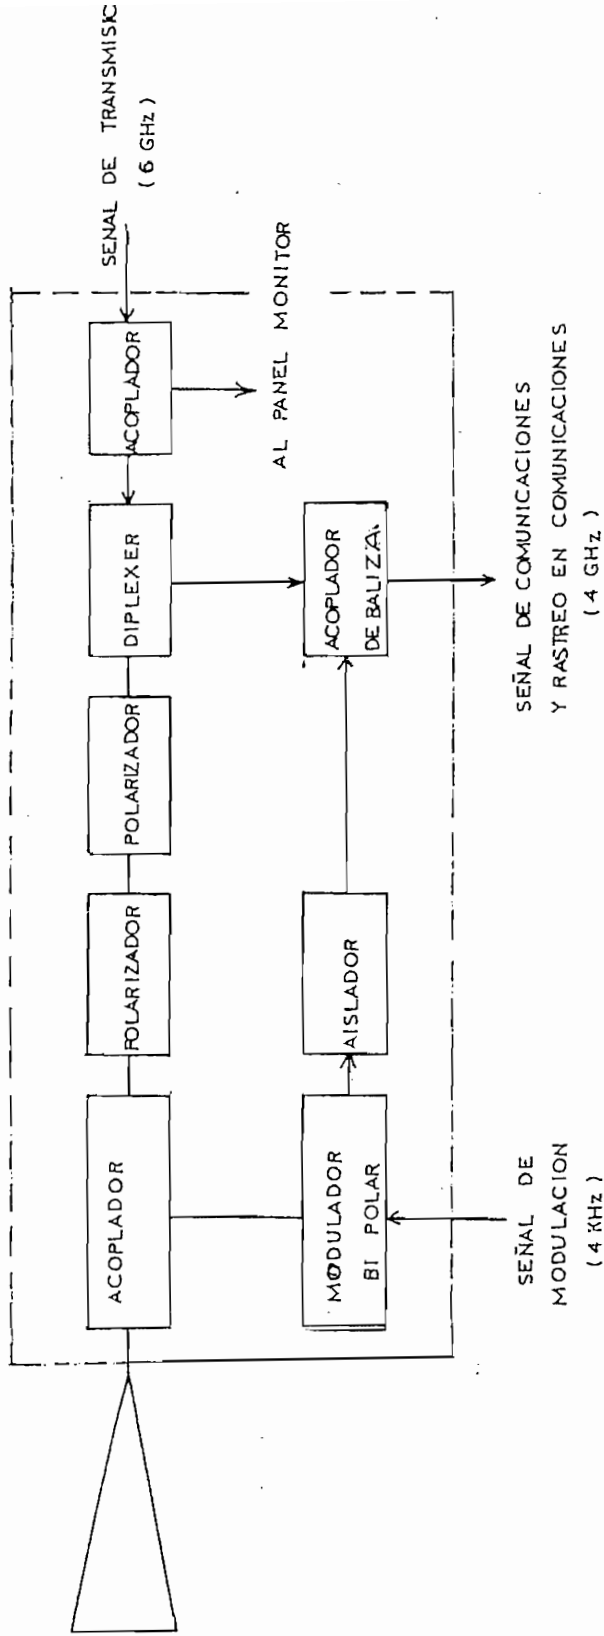 SEÑAL DE TRANSMISIC
(6 GHz)
ACOPLADOR
POLARIZADOR
POLARIZADOR
DIPLEXER
ACOPLADOR
AL PANEL MONITOR
MODULADOR
BI POLAR
AISLADOR
ACOPLADOR
DE BALIZA.
SEÑAL DE
MODULACION
(4 KHz)
SEÑAL DE COMUNICACIONES
Y RASTREO EN COMUNICACIONES
(4 GHz)